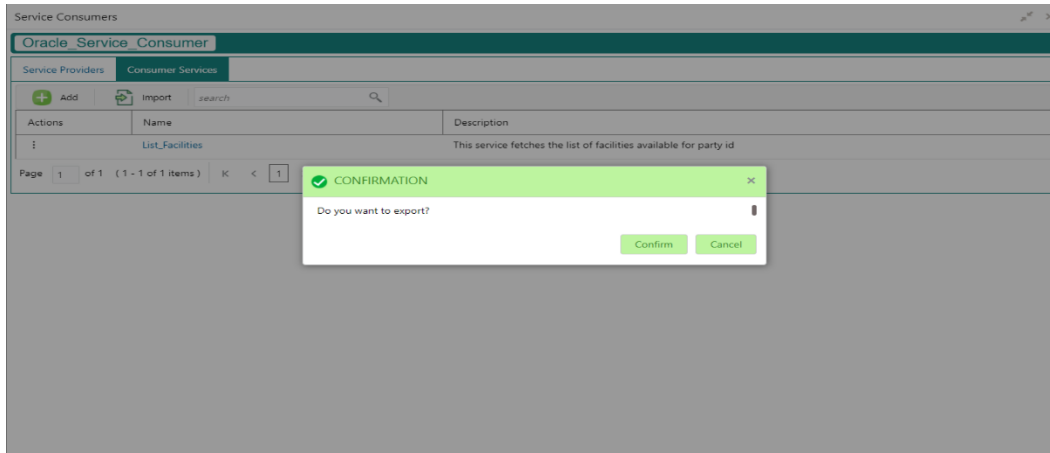 Service Consumers
Oracle_Service_Consumer
Service Providers Consumer Services
Add Import search
Actions Name Description
List_Facilities This service fetches the list of facilities available for party id
Page 1 of 1 (1 - 1 of 1 items) K < 1
CONFIRMATION ×
Do you want to export?
Confirm Cancel